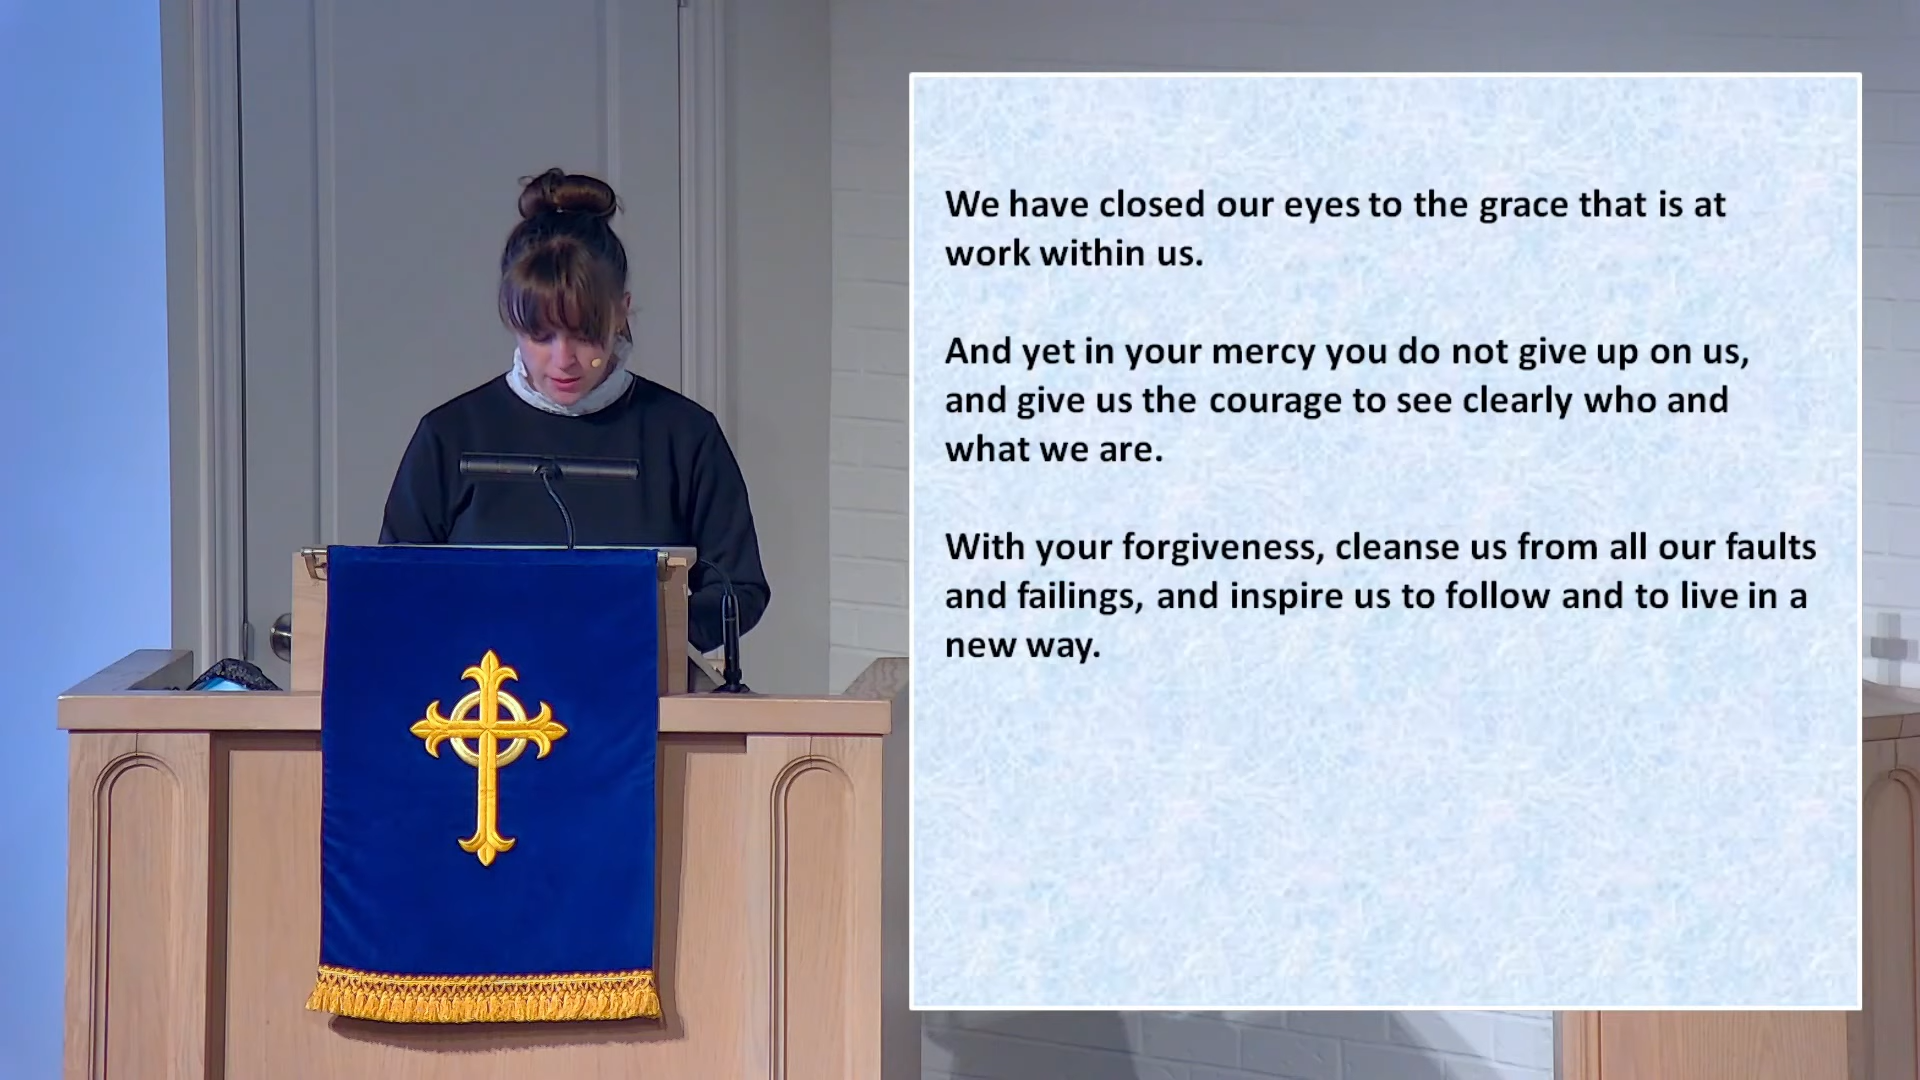 We have closed our eyes to the grace that is at
work within us.
And yet in your mercy you do not give up on us,
and give us the courage to see clearly who and
what we are.
With your forgiveness, cleanse us from all our faults
and failings, and inspire us to follow and to live in a
new way.